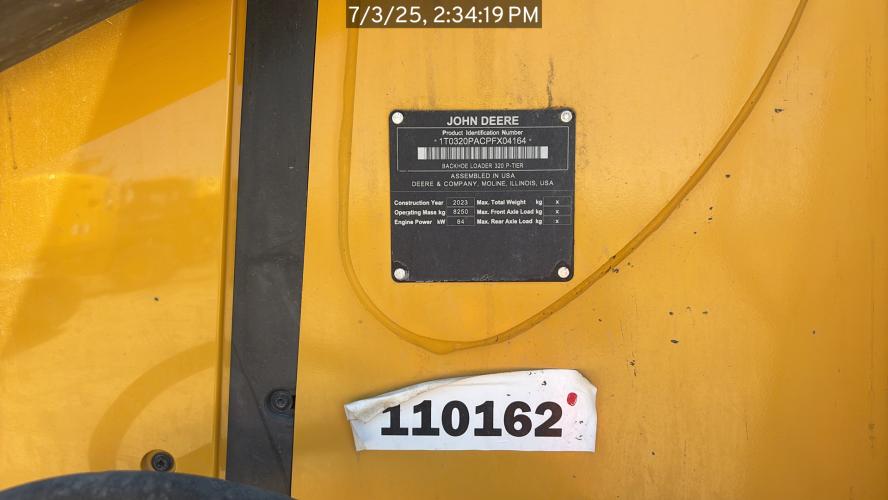 7/3/25, 2:34:19 PM
JOHN DEERE
Product Identification Number
*1T0320PACPFX04164*
BACKHOE LOADER 320 P-TIER
ASSEMBLED IN USA
DEERE & COMPANY, MOLINE, ILLINOIS, USA
Construction Year 2023 Max. Total Weight kg x
Operating Mass kg 8250 Max. Front Axle Load kg x
Engine Power kW 84 Max. Rear Axle Load kg x
110162